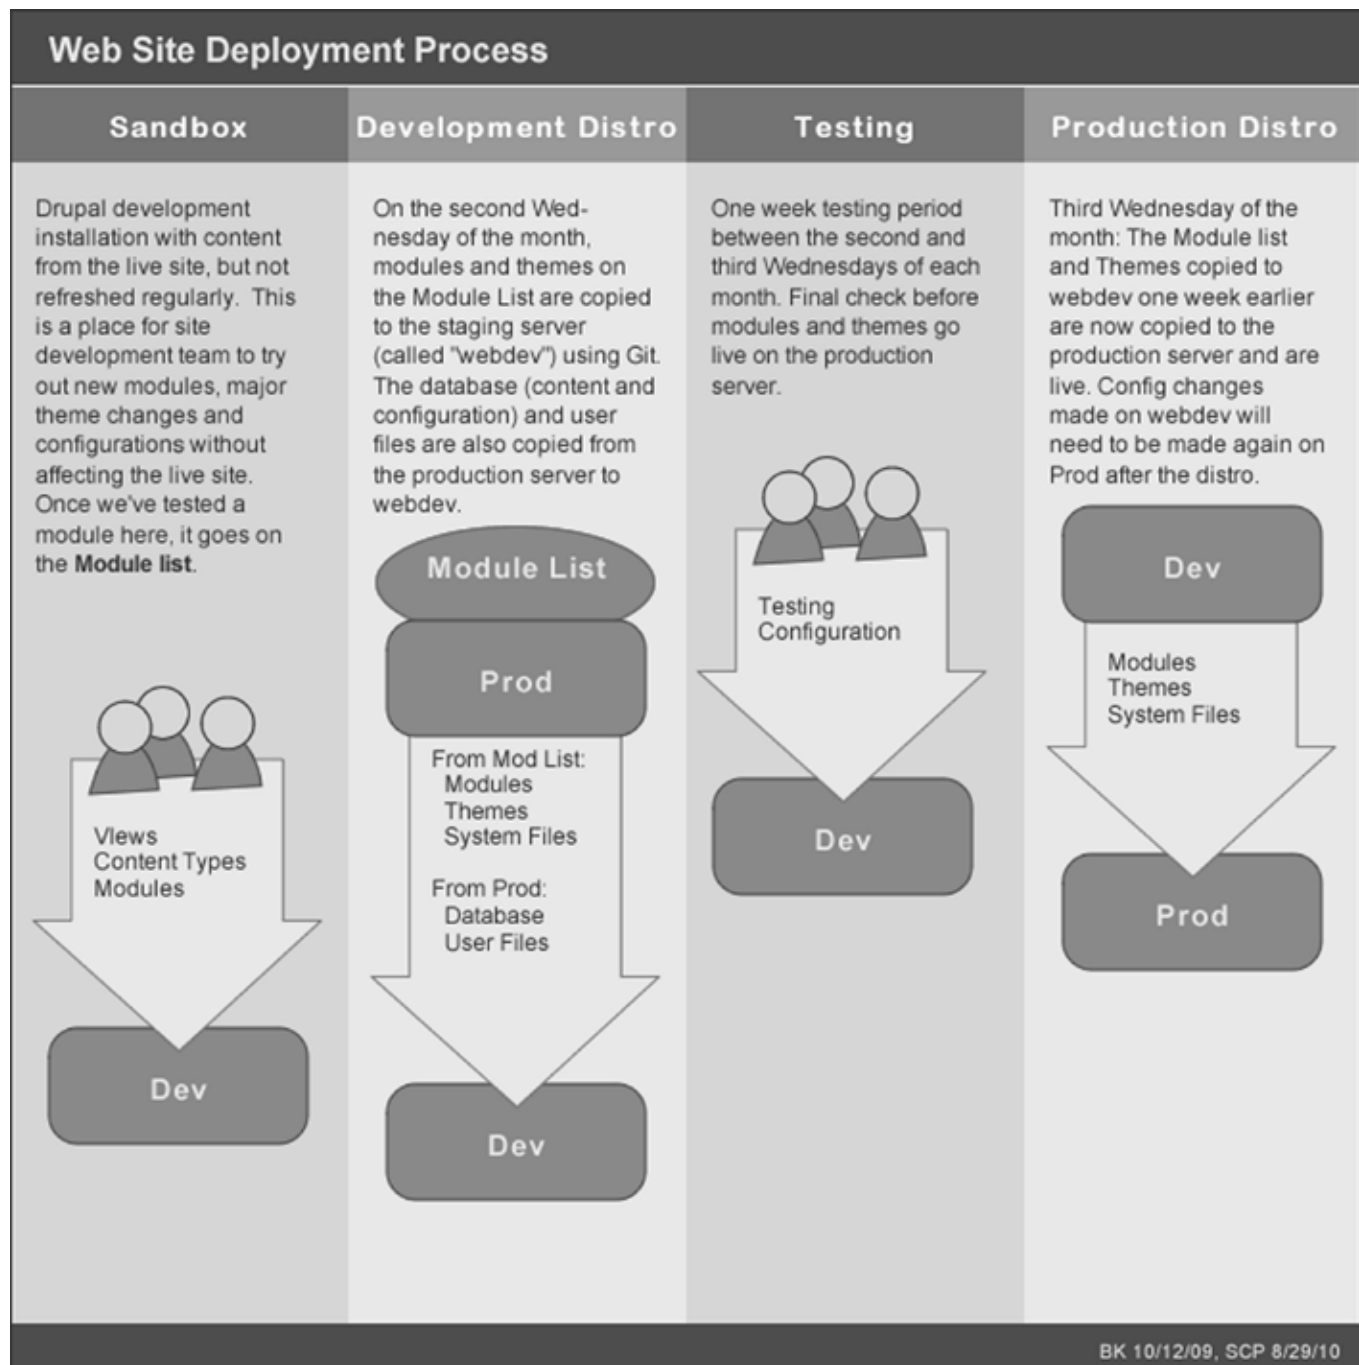 Web Site Deployment Process
Sandbox
Drupal development
installation with content
from the live site, but not
refreshed regularly. This
is a place for site
development team to try
out new modules, major
theme changes and
configurations without
affecting the live site.
Once we've tested a
module here, it goes on
the Module list.
VIews
Content Types
Modules
Dev
Development Distro
On the second Wed-
nesday of the month,
modules and themes on
the Module List are copied
to the staging server
(called "webdev") using Git.
The database (content and
configuration) and user
files are also copied from
the production server to
webdev.
Module List
Prod
From Mod List:
Modules
Themes
System Files
From Prod:
Database
User Files
Dev
Testing
One week testing period
between the second and
third Wednesdays of each
month. Final check before
modules and themes go
live on the production
server.
Testing
Configuration
Dev
Production Distro
Third Wednesday of the
month: The Module list
and Themes copied to
webdev one week earlier
are now copied to the
production server and are
live. Config changes
made on webdev will
need to be made again on
Prod after the distro.
Dev
Modules
Themes
System Files
Prod
BK 10/12/09, SCP 8/29/10